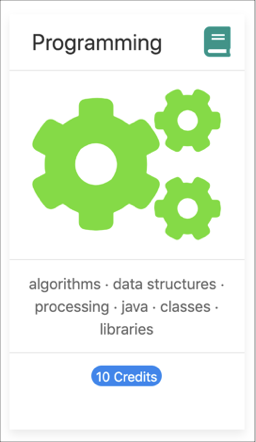 Programming
algorithms · data structures ·
processing · java · classes ·
libraries
10 Credits